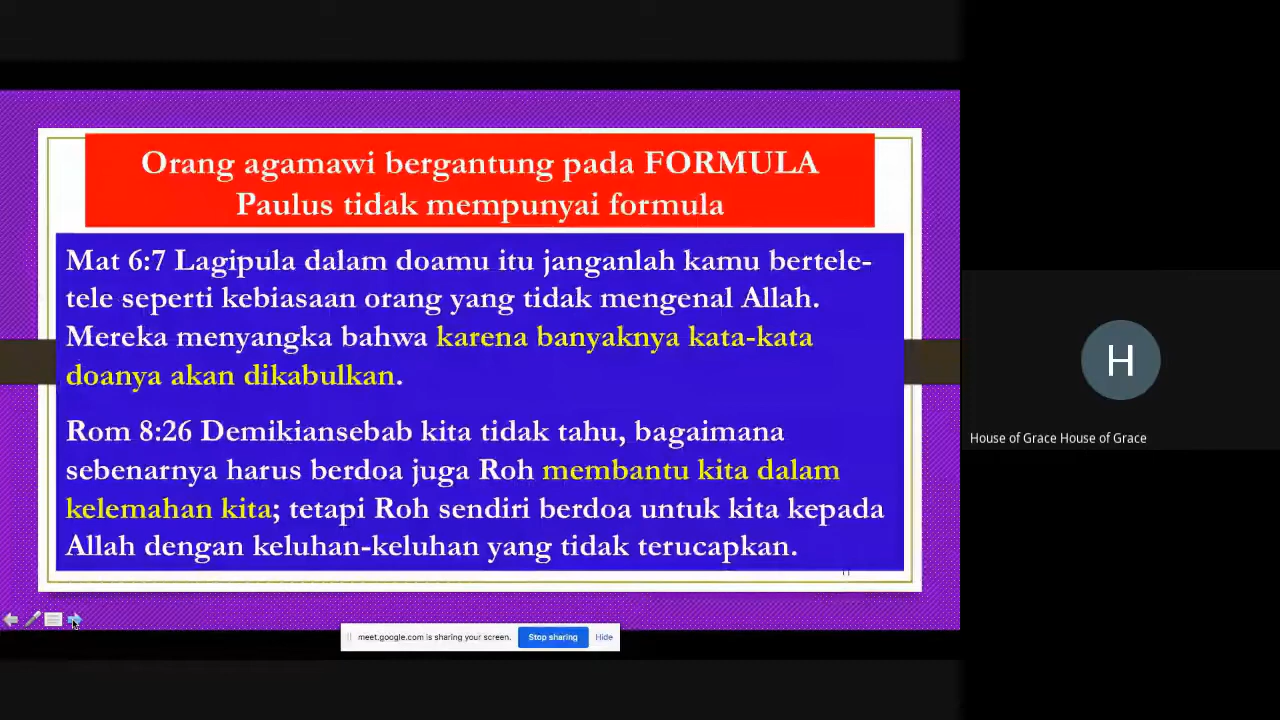 Orang agamawi bergantung pada FORMULA
Paulus tidak mempunyai formula
Mat 6:7 Lagipula dalam doamu itu janganlah kamu bertele-
tele seperti kebiasaan orang yang tidak mengenal Allah.
Mereka menyangka bahwa karena banyaknya kata-kata
doanya akan dikabulkan.
Rom 8:26 Demikiansebab kita tidak tahu, bagaimana
sebenarnya harus berdoa juga Roh membantu kita dalam
kelemahan kita; tetapi Roh sendiri berdoa untuk kita kepada
Allah dengan keluhan-keluhan yang tidak terucapkan.
meet.google.com is sharing your screen.
Stop sharing
Hide
H
House of Grace House of Grace